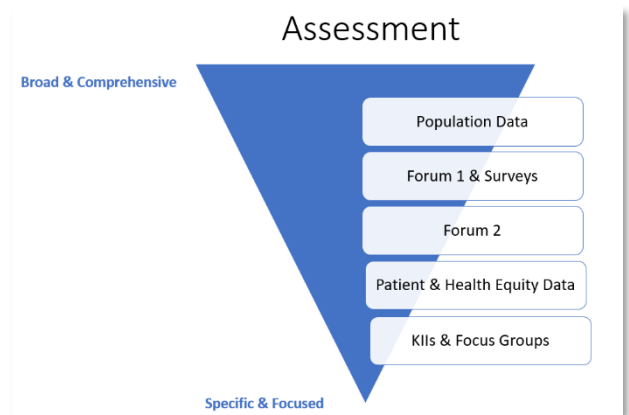 Assessment
Broad & Comprehensive
Population Data
Forum 1 & Surveys
Forum 2
Patient & Health Equity Data
KIIs & Focus Groups
Specific & Focused